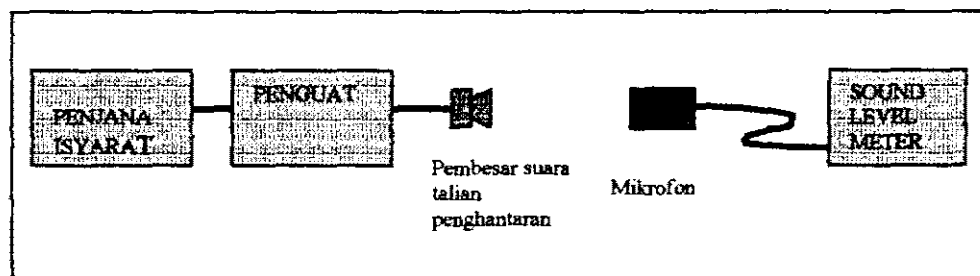 PENJANA
ISYARAT
PENGUAT
Pembesar suara
talian
penghantaran
Mikrofon
SOUND
LEVEL
METER